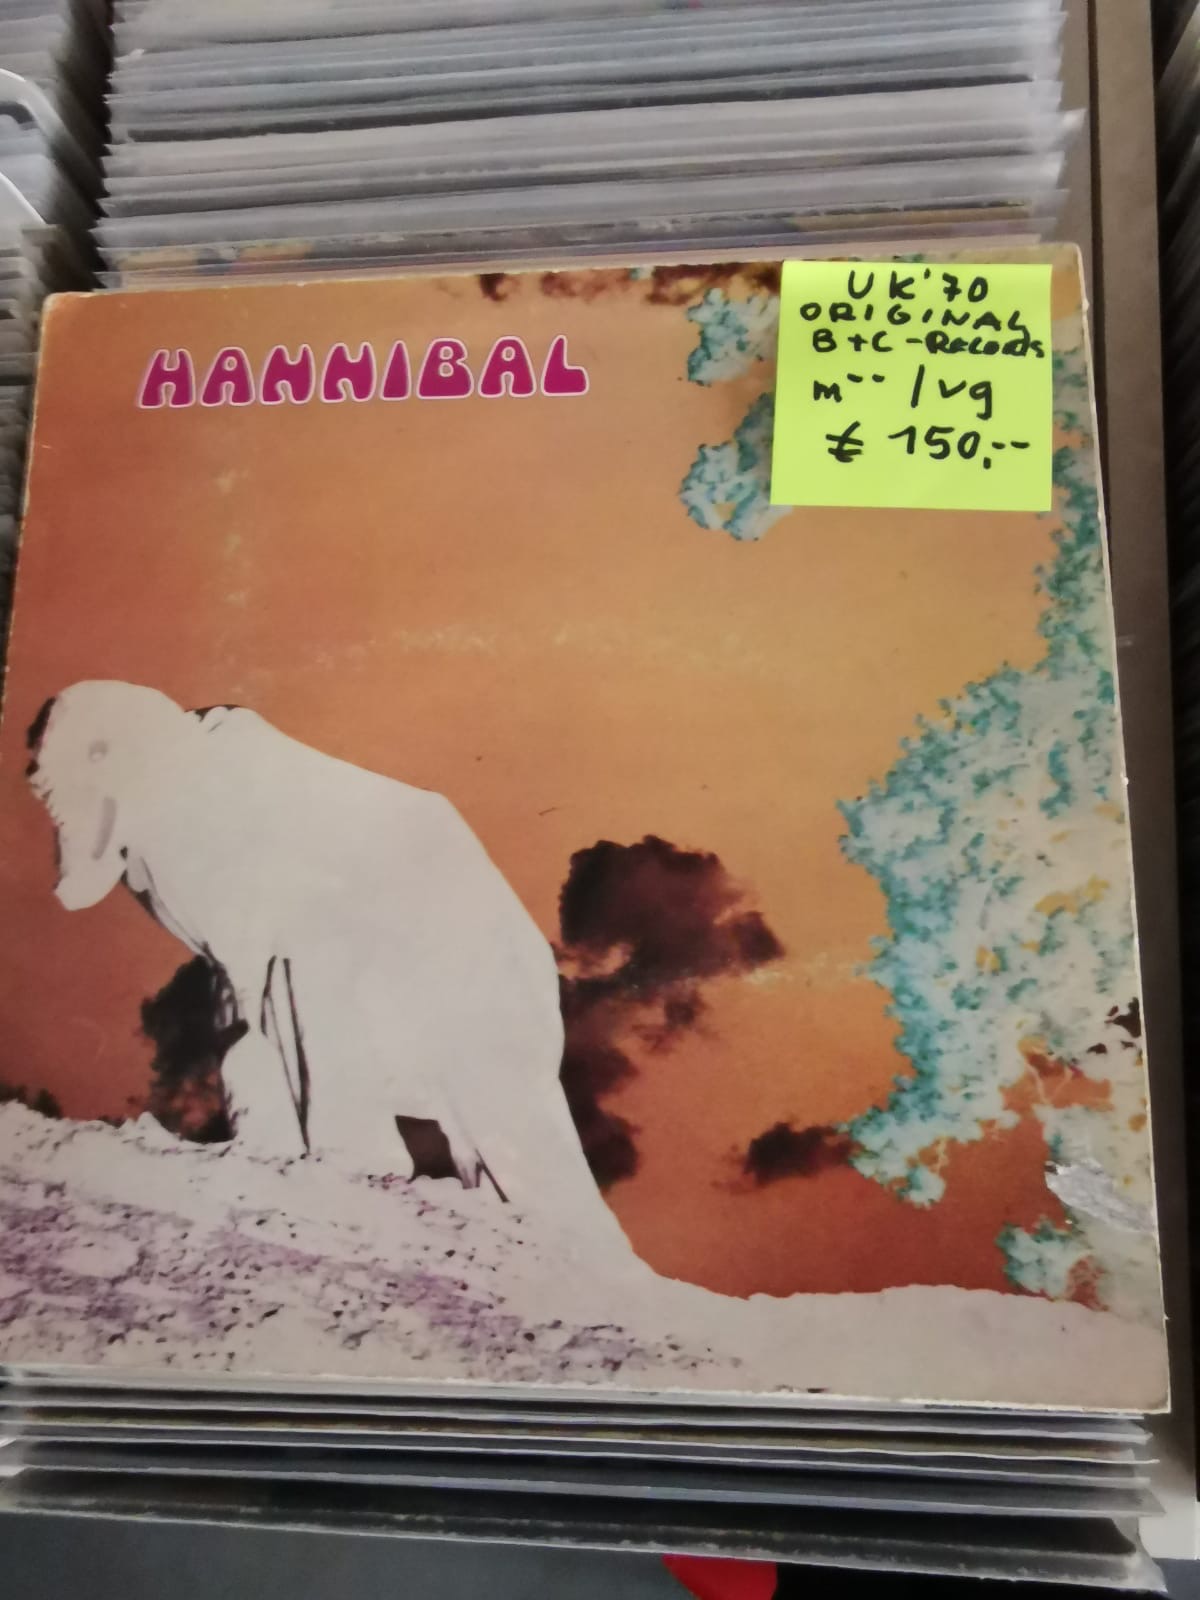 HANNIBAL
UK'70
ORIGINAL
B+C-Records
m-- / vg
€ 150,--